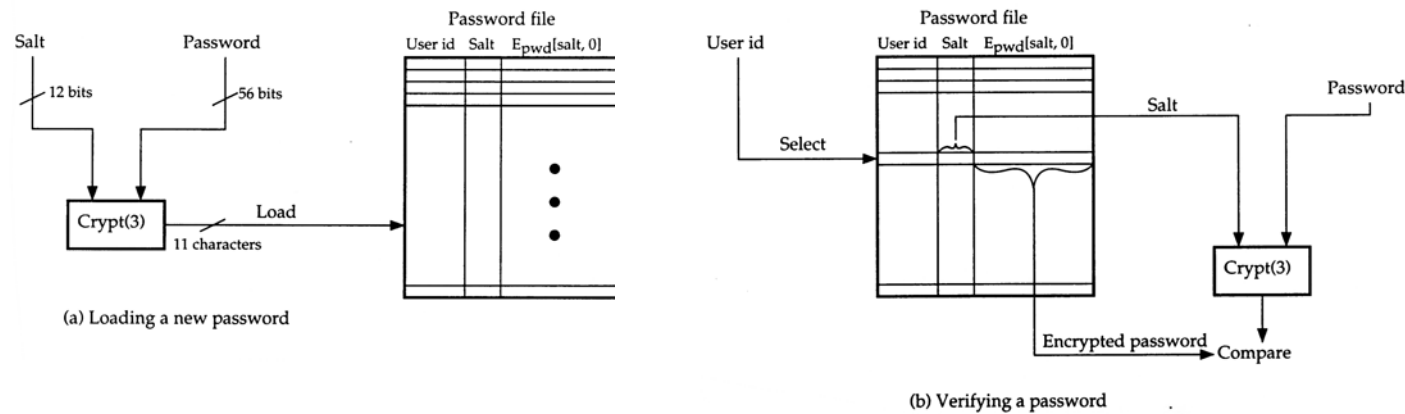 Salt
Password
12 bits
56 bits
Crypt(3)
Load
11 characters
Password file
User id Salt Epwd[salt, 0]
(a) Loading a new password
User id
Password file
User id Salt Epwd[salt, 0]
Salt
Password
Select
Crypt(3)
Encrypted password
Compare
(b) Verifying a password